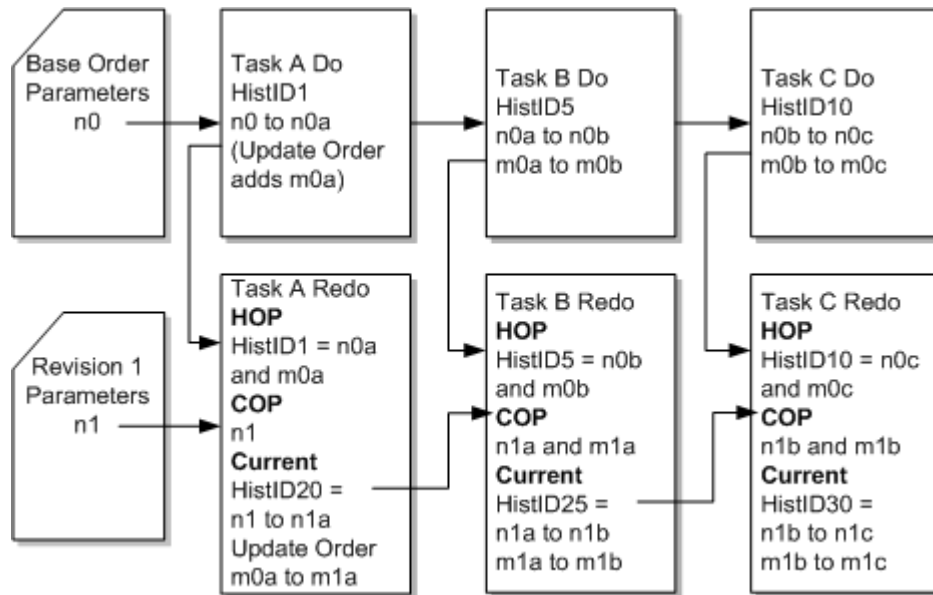 Base Order
Parameters
n0
Task A Do
HistID1
n0 to n0a
(Update Order
adds m0a)
Task B Do
HistID5
n0a to n0b
m0a to m0b
Task C Do
HistID10
n0b to n0c
m0b to m0c
Revision 1
Parameters
n1
Task A Redo
HOP
HistID1 = n0a
and m0a
COP
n1
Current
HistID20 =
n1 to n1a
Update Order
m0a to m1a
Task B Redo
HOP
HistID5 = n0b
and m0b
COP
n1a and m1a
Current
HistID25 =
n1a to n1b
m1a to m1b
Task C Redo
HOP
HistID10 = n0c
and m0c
COP
n1b and m1b
Current
HistID30 =
n1b to n1c
m1b to m1c